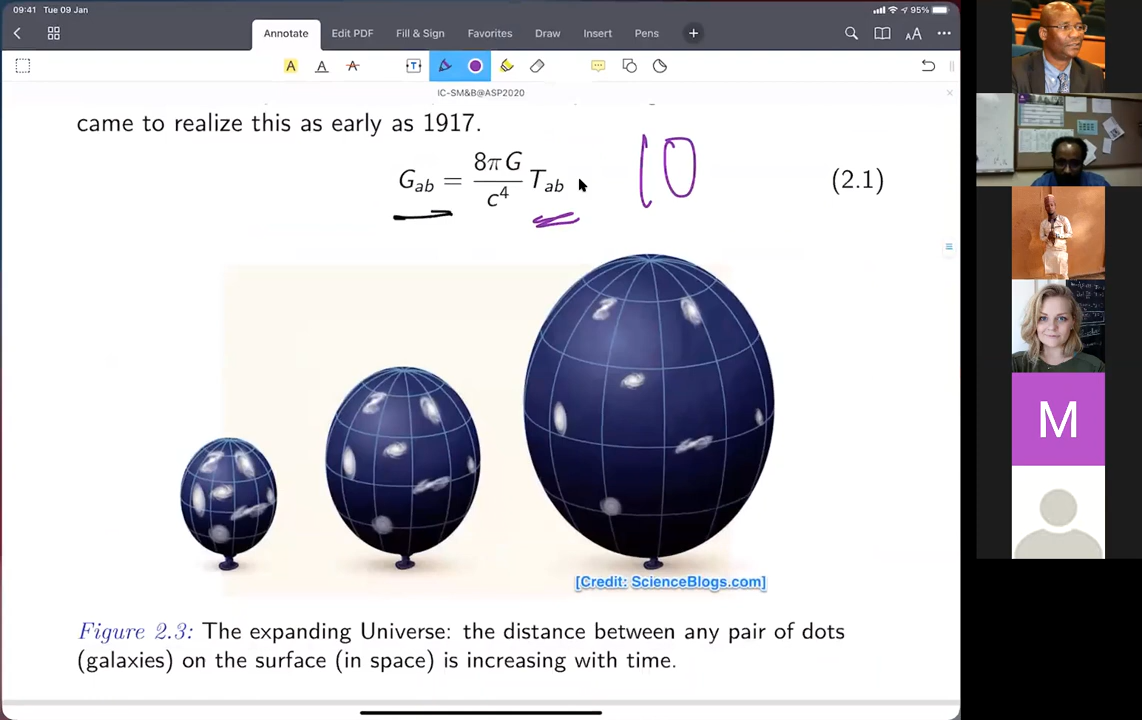 09:41 Tue 09 Jan
95%
Annotate Edit PDF Fill & Sign Favorites Draw Insert Pens +
AA
A A A T
IC-SM&B@ASP2020
came to realize this as early as 1917.
G_ab = 8πG/c⁴ T_ab (2.1)
10
[Credit: ScienceBlogs.com]
Figure 2.3: The expanding Universe: the distance between any pair of dots
(galaxies) on the surface (in space) is increasing with time.
M